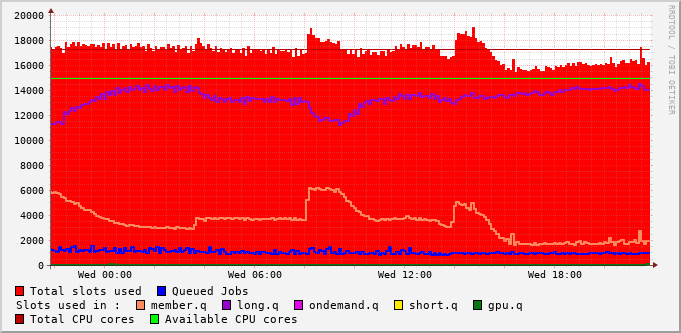 20000
18000
16000
14000
12000
10000
8000
6000
4000
2000
0
Wed 00:00 Wed 06:00 Wed 12:00 Wed 18:00
Total slots used Queued Jobs
Slots used in : member.q long.q ondemand.q short.q gpu.q
Total CPU cores Available CPU cores
RRDTOOL / TOBI OETIKER